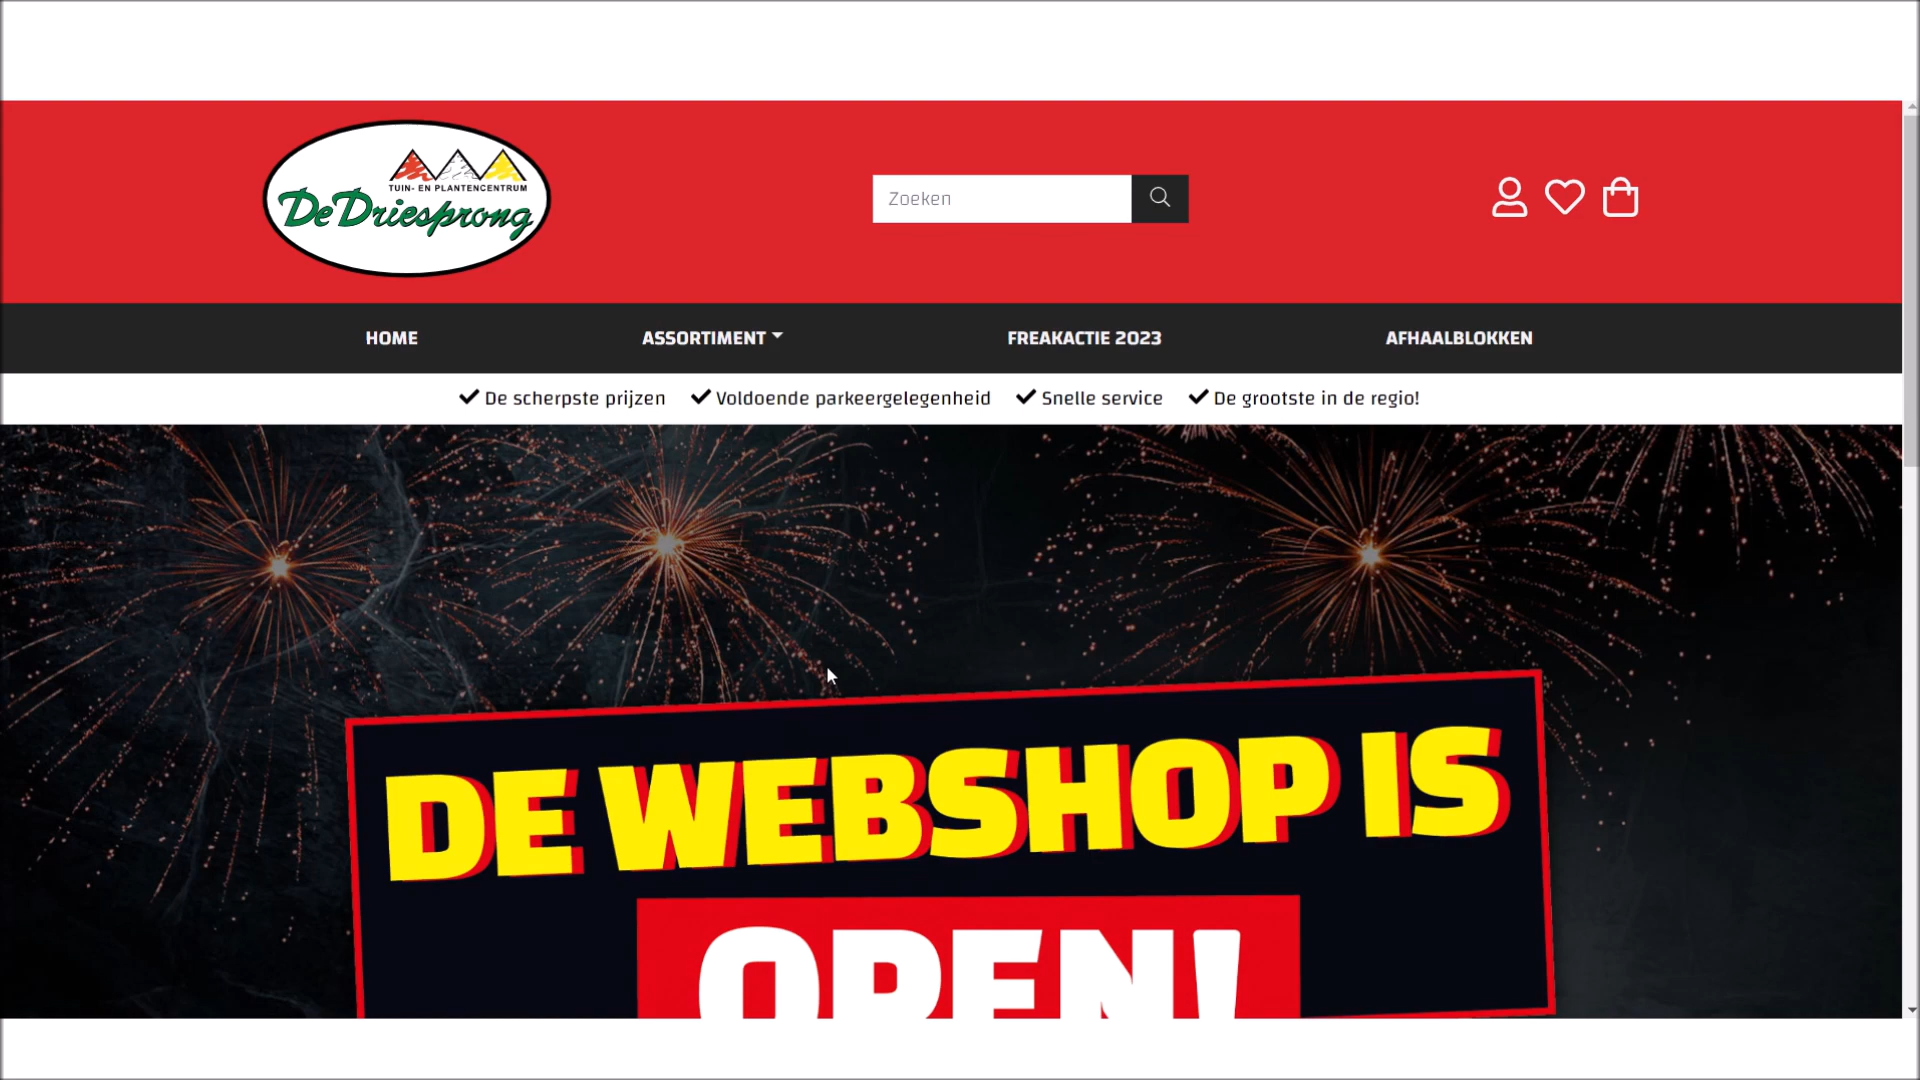 TUIN- EN PLANTENCENTRUM
De Driesprong
Zoeken
HOME ASSORTIMENT FREAKACTIE 2023 AFHAALBLOKKEN
De scherpste prijzen Voldoende parkeergelegenheid Snelle service De grootste in de regio!
DE WEBSHOP IS
OPEN!